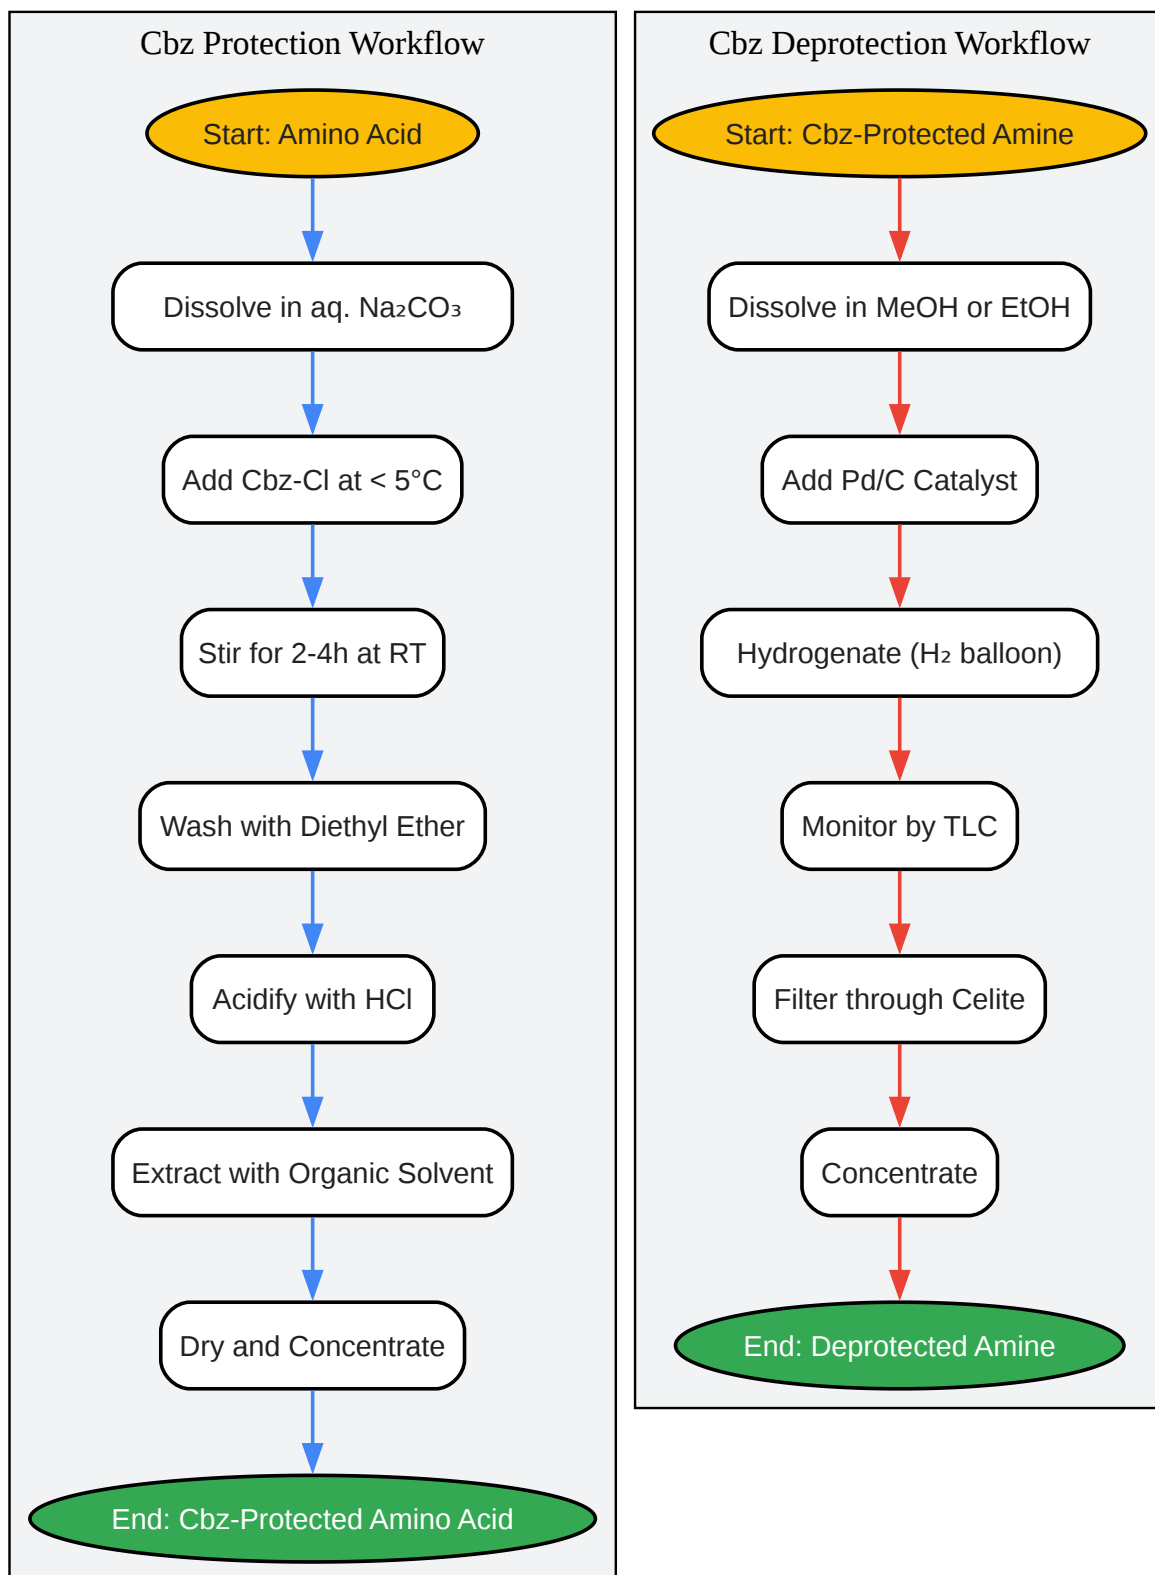 Cbz Protection Workflow
Start: Amino Acid
Dissolve in aq. Na₂CO₃
Add Cbz-Cl at < 5°C
Stir for 2-4h at RT
Wash with Diethyl Ether
Acidify with HCl
Extract with Organic Solvent
Dry and Concentrate
End: Cbz-Protected Amino Acid
Cbz Deprotection Workflow
Start: Cbz-Protected Amine
Dissolve in MeOH or EtOH
Add Pd/C Catalyst
Hydrogenate (H₂ balloon)
Monitor by TLC
Filter through Celite
Concentrate
End: Deprotected Amine